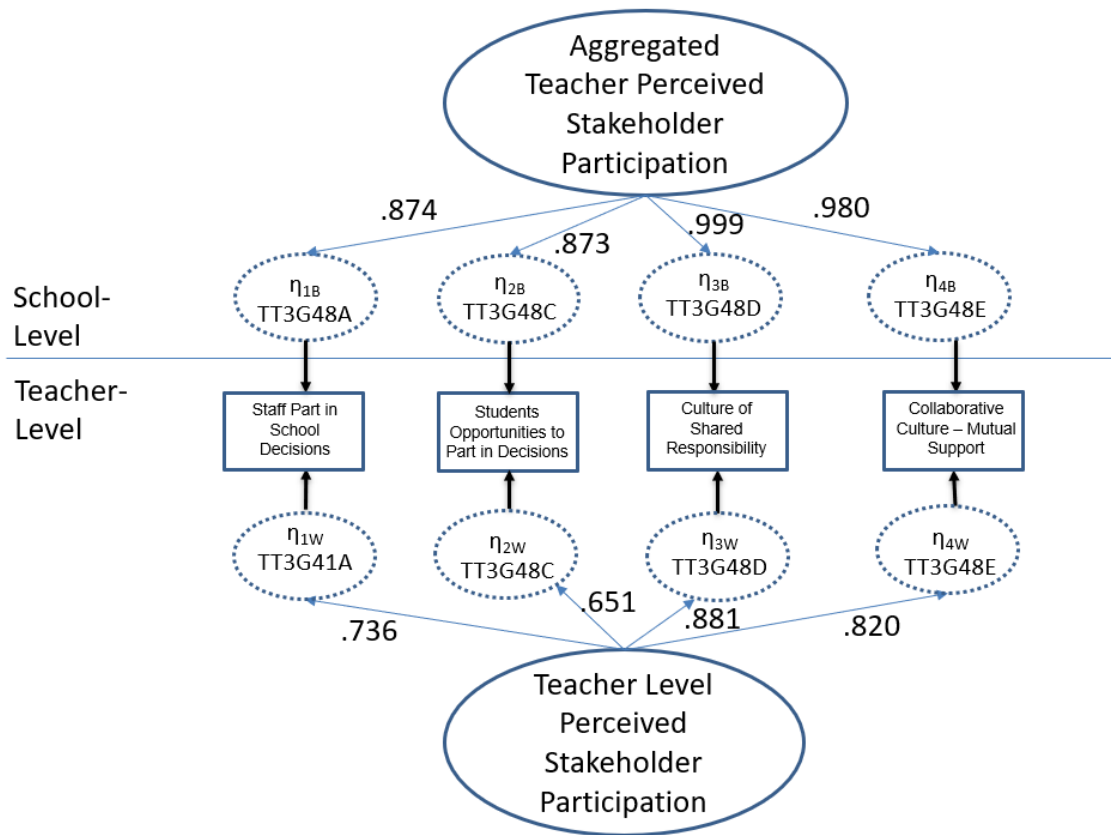 Aggregated
Teacher Perceived
Stakeholder
Participation
.874
.873
.999
.980
School-
Level
η1B
TT3G48A
η2B
TT3G48C
η3B
TT3G48D
η4B
TT3G48E
Teacher-
Level
Staff Part in
School
Decisions
Students
Opportunities to
Part in Decisions
Culture of
Shared
Responsibility
Collaborative
Culture – Mutual
Support
η1W
TT3G41A
η2W
TT3G48C
η3W
TT3G48D
η4W
TT3G48E
.736
.651
.881
.820
Teacher Level
Perceived
Stakeholder
Participation